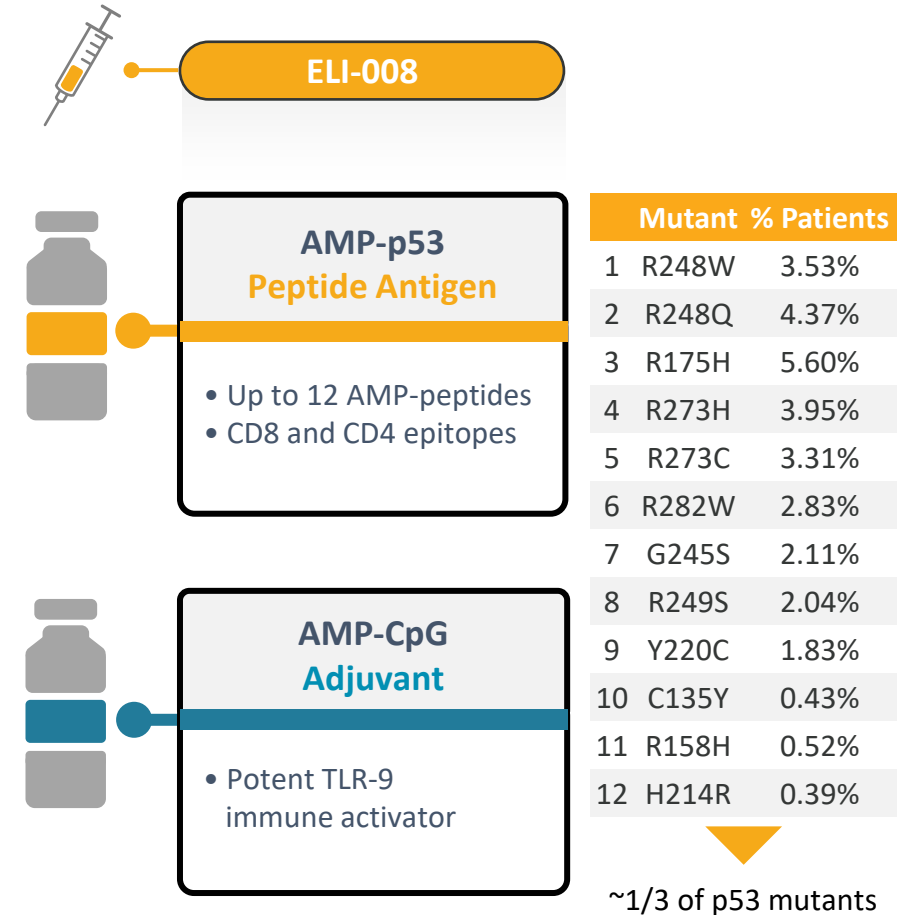 ELI-008
AMP-p53
Peptide Antigen
• Up to 12 AMP-peptides
• CD8 and CD4 epitopes
AMP-CpG
Adjuvant
• Potent TLR-9
immune activator
Mutant % Patients
1 R248W 3.53%
2 R248Q 4.37%
3 R175H 5.60%
4 R273H 3.95%
5 R273C 3.31%
6 R282W 2.83%
7 G245S 2.11%
8 R249S 2.04%
9 Y220C 1.83%
10 C135Y 0.43%
11 R158H 0.52%
12 H214R 0.39%
~1/3 of p53 mutants